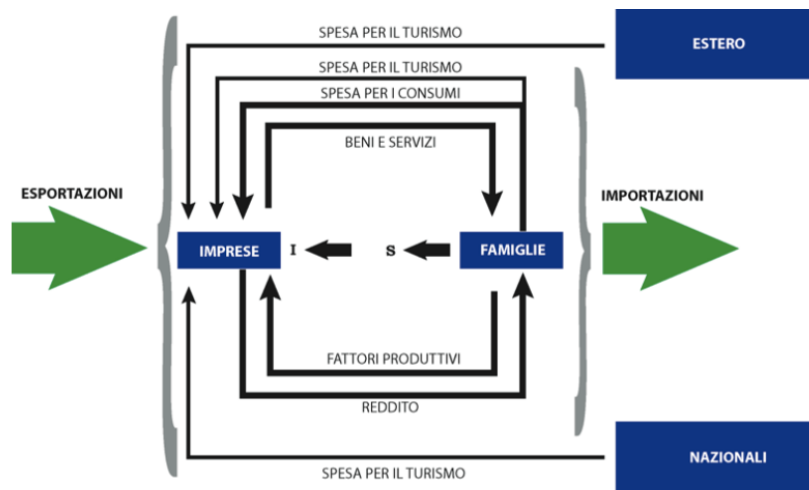 SPESA PER IL TURISMO
ESTERO
SPESA PER IL TURISMO
SPESA PER I CONSUMI
BENI E SERVIZI
ESPORTAZIONI
IMPORTAZIONI
IMPRESE
I
S
FAMIGLIE
FATTORI PRODUTTIVI
REDDITO
NAZIONALI
SPESA PER IL TURISMO